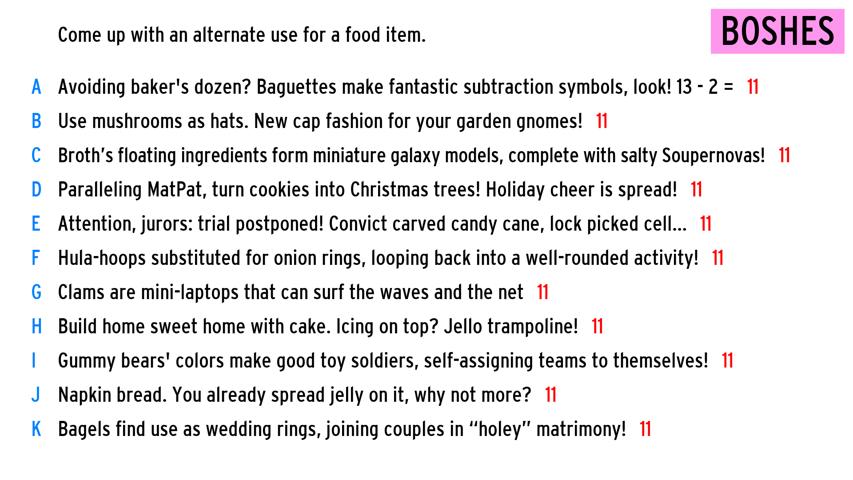 Come up with an alternate use for a food item.
BOSHES
A Avoiding baker's dozen? Baguettes make fantastic subtraction symbols, look! 13 - 2 = 11
B Use mushrooms as hats. New cap fashion for your garden gnomes! 11
C Broth's floating ingredients form miniature galaxy models, complete with salty Soupernovas! 11
D Paralleling MatPat, turn cookies into Christmas trees! Holiday cheer is spread! 11
E Attention, jurors: trial postponed! Convict carved candy cane, lock picked cell... 11
F Hula-hoops substituted for onion rings, looping back into a well-rounded activity! 11
G Clams are mini-laptops that can surf the waves and the net 11
H Build home sweet home with cake. Icing on top? Jello trampoline! 11
I Gummy bears' colors make good toy soldiers, self-assigning teams to themselves! 11
J Napkin bread. You already spread jelly on it, why not more? 11
K Bagels find use as wedding rings, joining couples in “holey” matrimony! 11